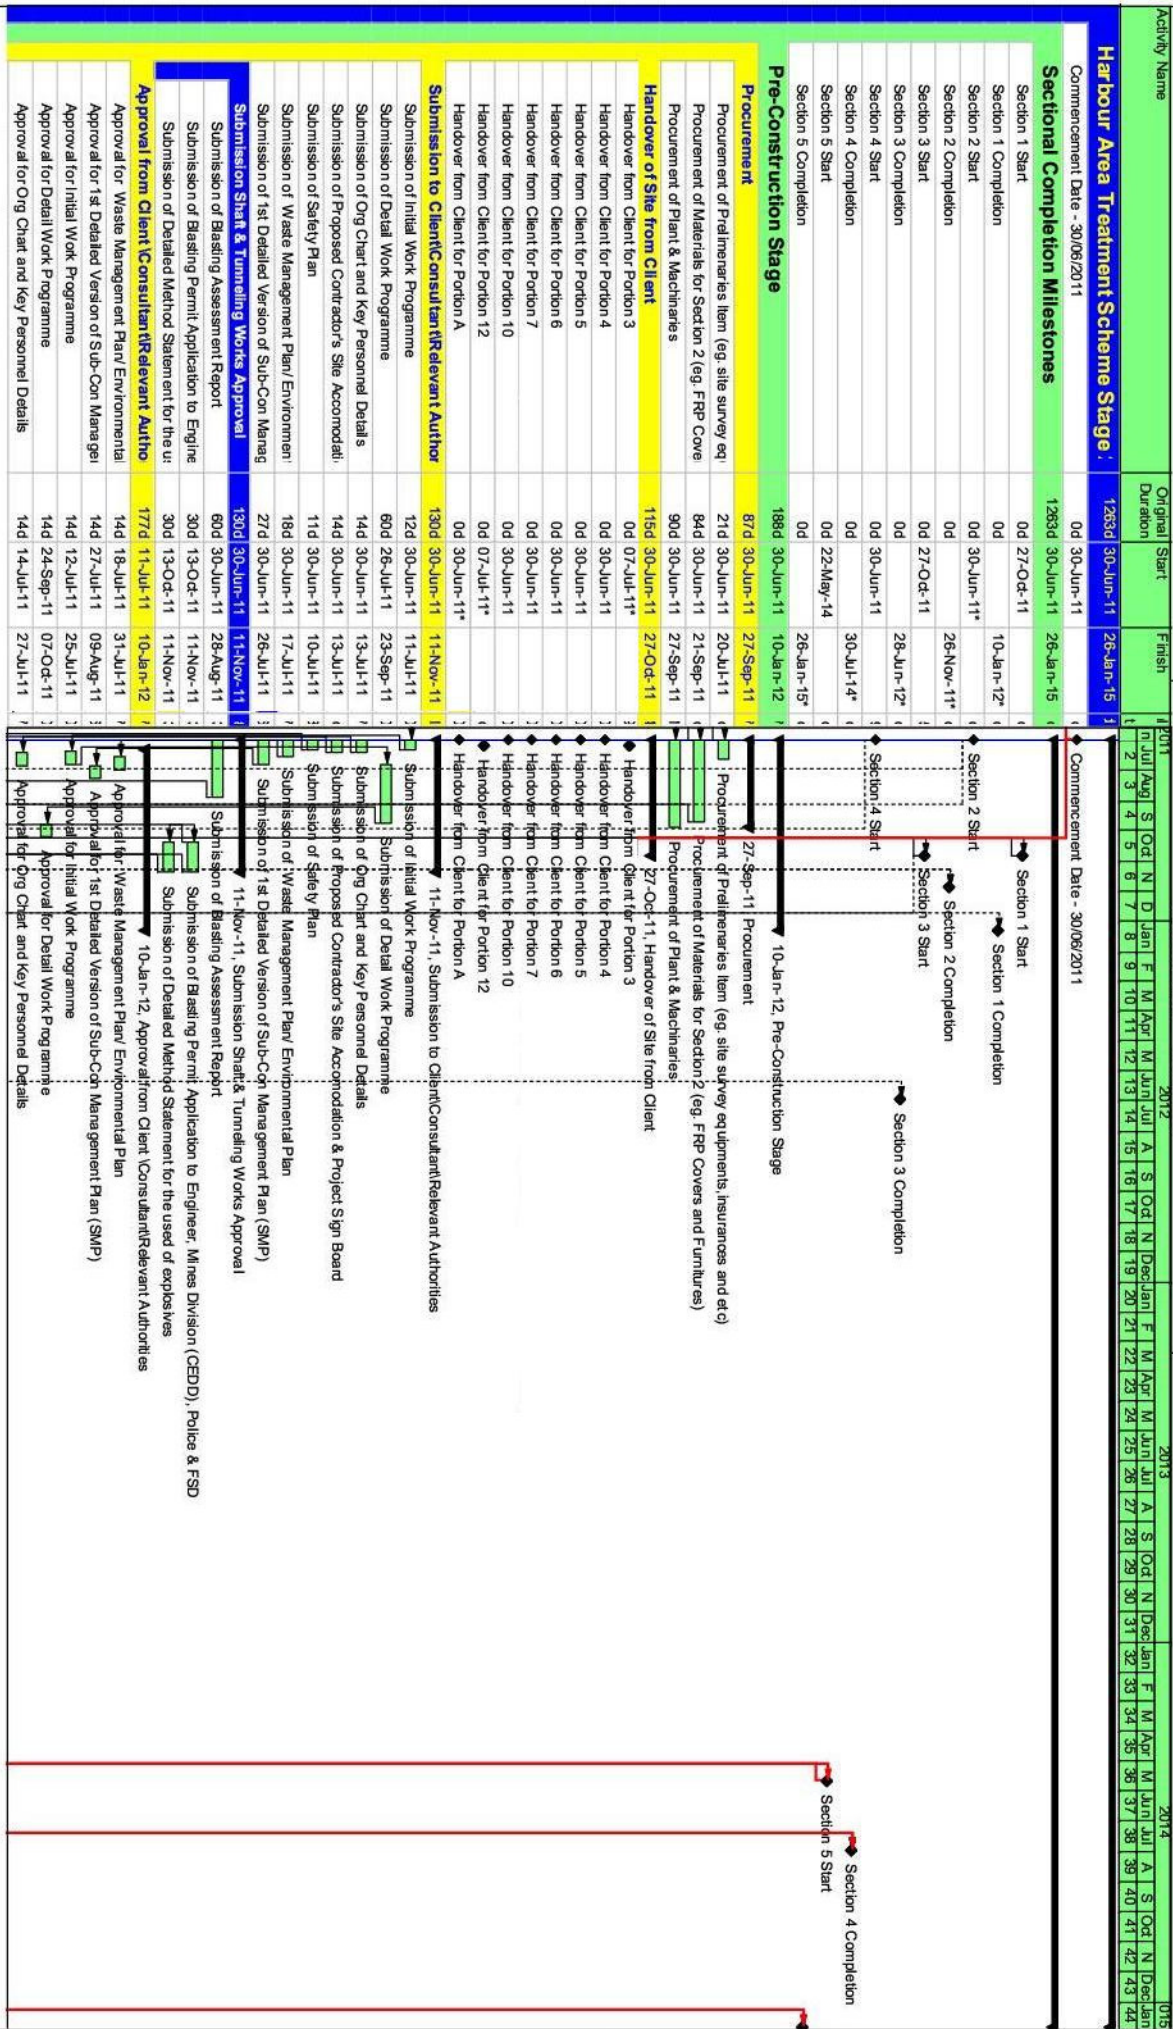 Activity Name Original Duration Start Finish
2011 2012 2013 2014 015
n Jul Aug S Oct N D Jan F M Apr M Jun Jul A S Oct N Dec Jan F M Apr M Jun Jul A S Oct N Dec Jan F M Apr M Jun Jul A S Oct N Dec Jan
2 3 4 5 6 7 8 9 10 11 12 13 14 15 16 17 18 19 20 21 22 23 24 25 26 27 28 29 30 31 32 33 34 35 36 37 38 39 40 41 42 43 44
Harbour Area Treatment Scheme Stage 1263d 30-Jun-11 26-Jan-15
Commencement Date - 30/06/2011 0d 30-Jun-11 Commencement Date - 30/06/2011
Sectional Completion Milestones 1263d 30-Jun-11 26-Jan-15
Section 1 Start 0d 27-Oct-11 Section 1 Start
Section 1 Completion 0d 10-Jan-12* Section 1 Completion
Section 2 Start 0d 30-Jun-11* Section 2 Start
Section 2 Completion 0d 26-Nov-11* Section 2 Completion
Section 3 Start 0d 27-Oct-11 Section 3 Start
Section 3 Completion 0d 28-Jun-12* Section 3 Completion
Section 4 Start 0d 30-Jun-11 Section 4 Start
Section 4 Completion 0d 30-Jul-14* Section 4 Completion
Section 5 Start 0d 22-May-14 Section 5 Start
Section 5 Completion 0d 26-Jan-15*
Pre-Construction Stage 188d 30-Jun-11 10-Jan-12 10-Jan-12, Pre-Construction Stage
Procurement 87d 30-Jun-11 27-Sep-11 27-Sep-11 Procurement
Procurement of Prelimenaries Item (eg. site survey eq 21d 30-Jun-11 20-Jul-11 Procurement of Prelimenaries Item (eg. site survey equipments, insurances and etc)
Procurement of Materials for Section 2 (eg. FRP Cove 84d 30-Jun-11 21-Sep-11 Procurement of Materials for Section 2 (eg. FRP Covers and Furnitures)
Procurement of Plant & Machinaries 90d 30-Jun-11 27-Sep-11 Procurement of Plant & Machinaries
Handover of Site from Client 115d 30-Jun-11 27-Oct-11 27-Oct-11, Handover of Site from Client
Handover from Client for Portion 3 0d 07-Jul-11* Handover from Client for Portion 3
Handover from Client for Portion 4 0d 30-Jun-11 Handover from Client for Portion 4
Handover from Client for Portion 5 0d 30-Jun-11 Handover from Client for Portion 5
Handover from Client for Portion 6 0d 30-Jun-11 Handover from Client for Portion 6
Handover from Client for Portion 7 0d 30-Jun-11 Handover from Client for Portion 7
Handover from Client for Portion 10 0d 30-Jun-11 Handover from Client for Portion 10
Handover from Client for Portion 12 0d 07-Jul-11* Handover from Client for Portion 12
Handover from Client for Portion A 0d 30-Jun-11* Handover from Client for Portion A
Submission to Client\Consultant\Relevant Author 130d 30-Jun-11 11-Nov-11 11-Nov-11, Submission to Client\Consultant\Relevant Authorities
Submission of Initial Work Programme 12d 30-Jun-11 11-Jul-11 Submission of Initial Work Programme
Submission of Detail Work Programme 60d 26-Jul-11 23-Sep-11 Submission of Detail Work Programme
Submission of Org Chart and Key Personnel Details 14d 30-Jun-11 13-Jul-11 Submission of Org Chart and Key Personnel Details
Submission of Proposed Contractor's Site Accomodati 14d 30-Jun-11 13-Jul-11 Submission of Proposed Contractor's Site Accomodation & Project Sign Board
Submission of Safety Plan 11d 30-Jun-11 10-Jul-11 Submission of Safety Plan
Submission of Waste Management Plan/ Environmen 18d 30-Jun-11 17-Jul-11 Submission of Waste Management Plan/ Environmental Plan
Submission of 1st Detailed Version of Sub-Con Manag 27d 30-Jun-11 26-Jul-11 Submission of 1st Detailed Version of Sub-Con Management Plan (SMP)
Submission Shaft & Tunneling Works Approval 130d 30-Jun-11 11-Nov-11 11-Nov-11, Submission Shaft & Tunneling Works Approval
Submission of Blasting Assessment Report 60d 30-Jun-11 28-Aug-11 Submission of Blasting Assessment Report
Submission of Blasting Permit Application to Engine 30d 13-Oct-11 11-Nov-11 Submission of Blasting Permit Application to Engineer, Mines Division (CEDD), Police & FSD
Submission of Detailed Method Statement for the u 30d 13-Oct-11 11-Nov-11 Submission of Detailed Method Statement for the used of explosives
Approval from Client \Consultant\Relevant Autho 177d 11-Jul-11 10-Jan-12 10-Jan-12, Approval from Client \Consultant\Relevant Authorities
Approval for Waste Management Plan/ Environmental 14d 18-Jul-11 31-Jul-11 Approval for Waste Management Plan/ Environmental Plan
Approval for 1st Detailed Version of Sub-Con Manage 14d 27-Jul-11 09-Aug-11 Approval for 1st Detailed Version of Sub-Con Management Plan (SMP)
Approval for Initial Work Programme 14d 12-Jul-11 25-Jul-11 Approval for Initial Work Programme
Approval for Detail Work Programme 14d 24-Sep-11 07-Oct-11 Approval for Detail Work Programme
Approval for Org Chart and Key Personnel Details 14d 14-Jul-11 27-Jul-11 Approval for Org Chart and Key Personnel Details